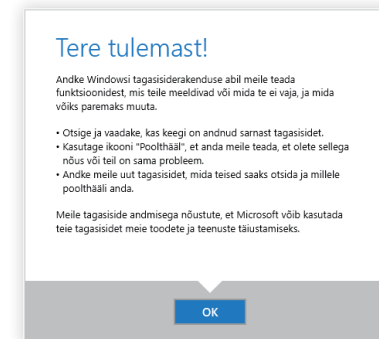 Tere tulemast!
Andke Windowsi tagasisiderakenduse abil meile teada
funktsioonidest, mis teile meeldivad või mida te ei vaja, ja mida
võiks paremaks muuta.
• Otsige ja vaadake, kas keegi on andnud sarnast tagasisidet.
• Kasutage ikooni "Poolthääl", et anda meile teada, et olete sellega
nõus või teil on sama probleem.
• Andke meile uut tagasisidet, mida teised saaks otsida ja millele
poolthääli anda.
Meile tagasiside andmisega nõustute, et Microsoft võib kasutada
teie tagasisidet meie toodete ja teenuste täiustamiseks.
OK